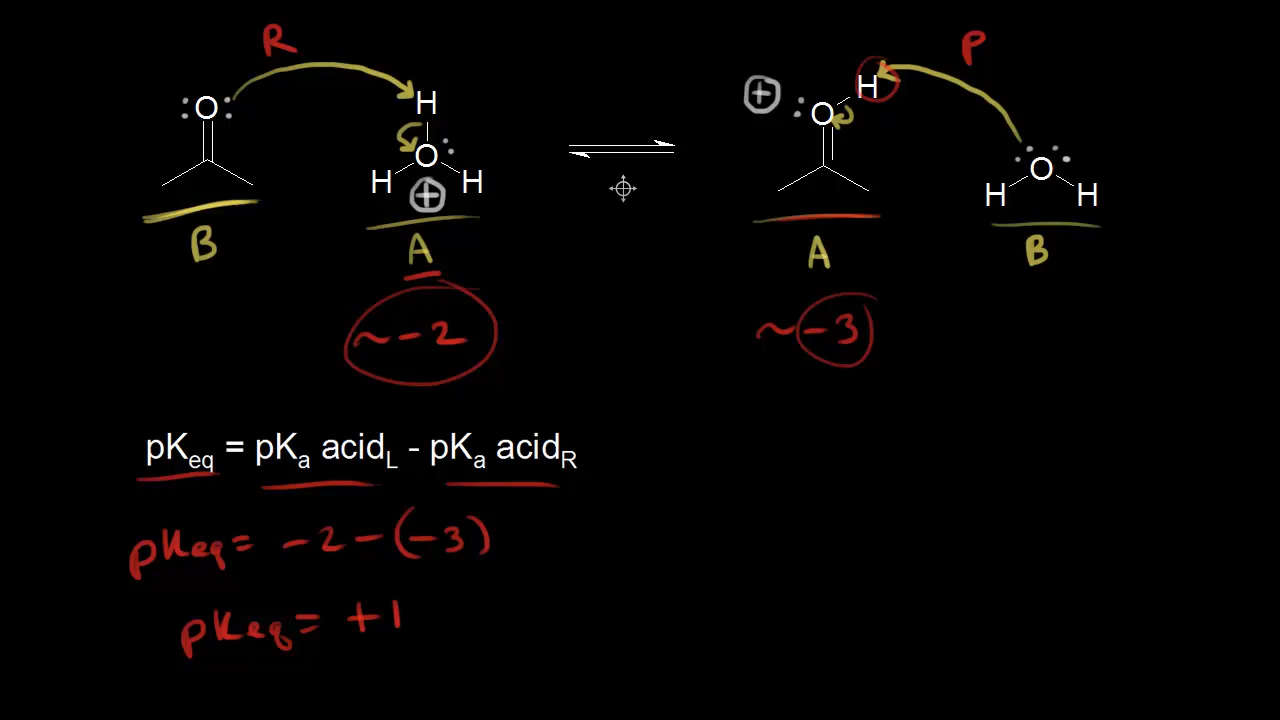 R
P
:O:
H
O:
H H
⊕
⊕ :O H
O
H H
B
A
A
B
~ -2
~ -3
pKeq = pKa acidL - pKa acidR
pKeq = -2 - (-3)
pKeq = +1